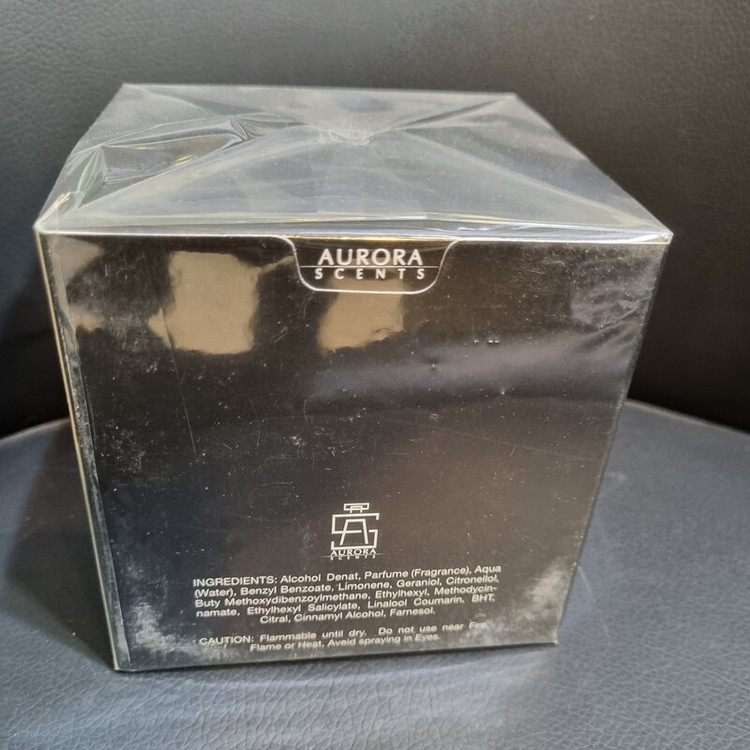 AURORA
SCENTS
AURORA
SCENTS
INGREDIENTS: Alcohol Denat, Parfume (Fragrance), Aqua
(Water), Benzyl Benzoate, Limonene, Geraniol, Citronellol,
Buty Methoxydibenzoylmethane, Ethylhexyl, Methodycin-
namate, Ethylhexyl Salicylate, Linalool Coumarin, BHT,
Citral, Cinnamyl Alcohol, Farnesol.
CAUTION: Flammable until dry. Do not use near Fire,
Flame or Heat, Aveid spraying in Eyes.